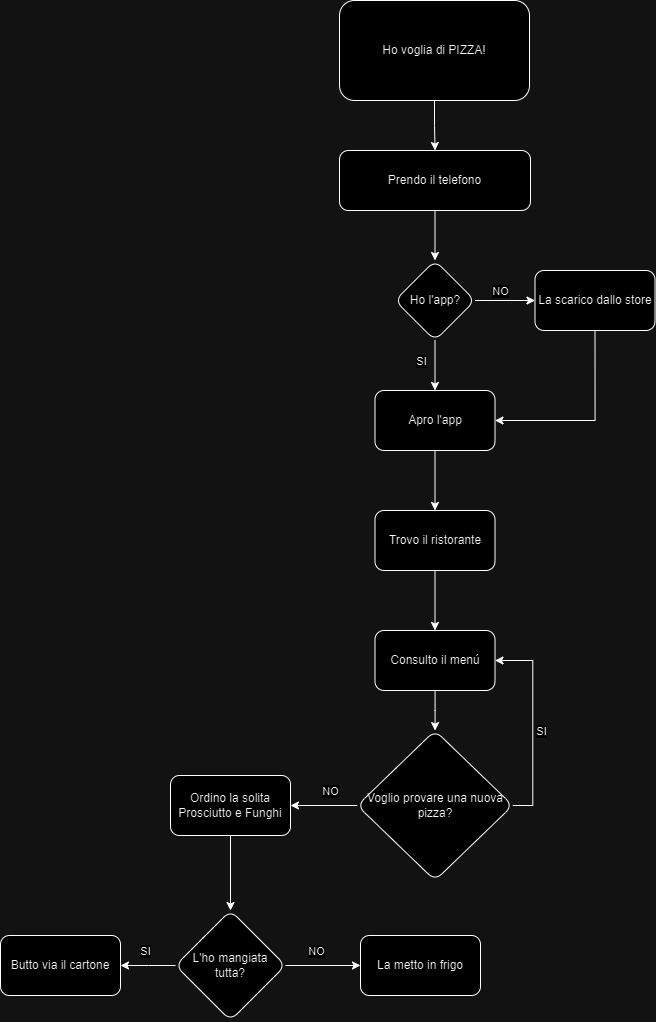 Ho voglia di PIZZA!
Prendo il telefono
Ho l'app?
NO
La scarico dallo store
SI
Apro l'app
Trovo il ristorante
Consulto il menú
SI
Voglio provare una nuova
pizza?
NO
Ordino la solita
Prosciutto e Funghi
L'ho mangiata
tutta?
SI
Butto via il cartone
NO
La metto in frigo